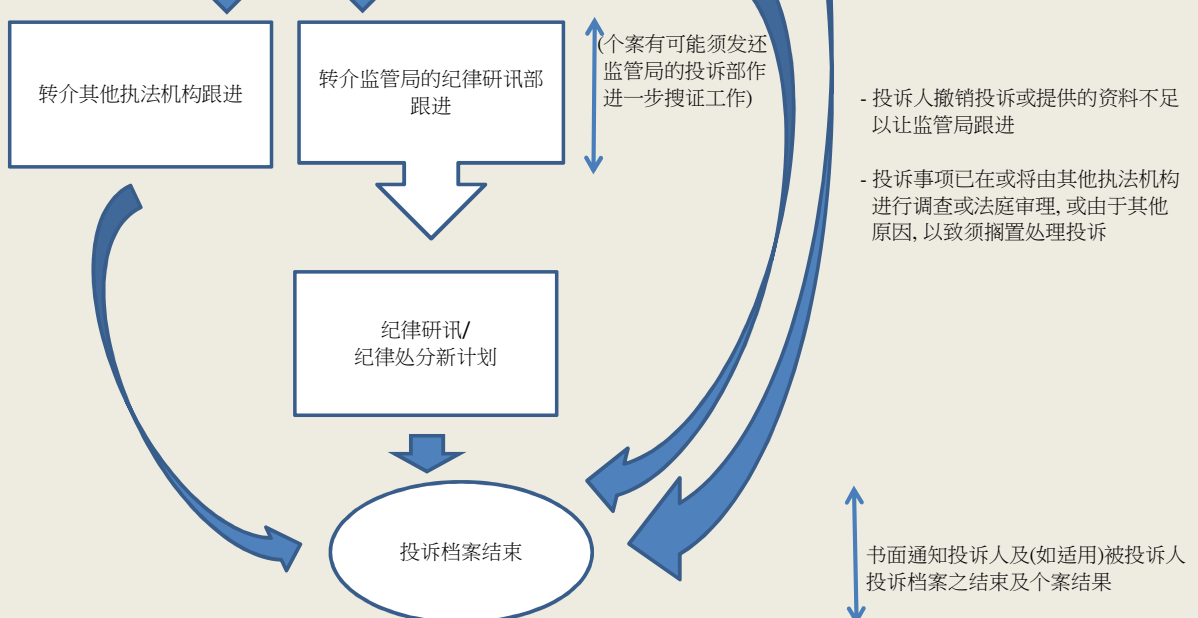 转介其他执法机构跟进
转介监管局的纪律研讯部
跟进
(个案有可能须发还
监管局的投诉部作
进一步搜证工作)
- 投诉人撤销投诉或提供的资料不足
以让监管局跟进
- 投诉事项已在或将由其他执法机构
进行调查或法庭审理, 或由于其他
原因, 以致须搁置处理投诉
纪律研讯/
纪律处分新计划
投诉档案结束
书面通知投诉人及(如适用)被投诉人
投诉档案之结束及个案结果